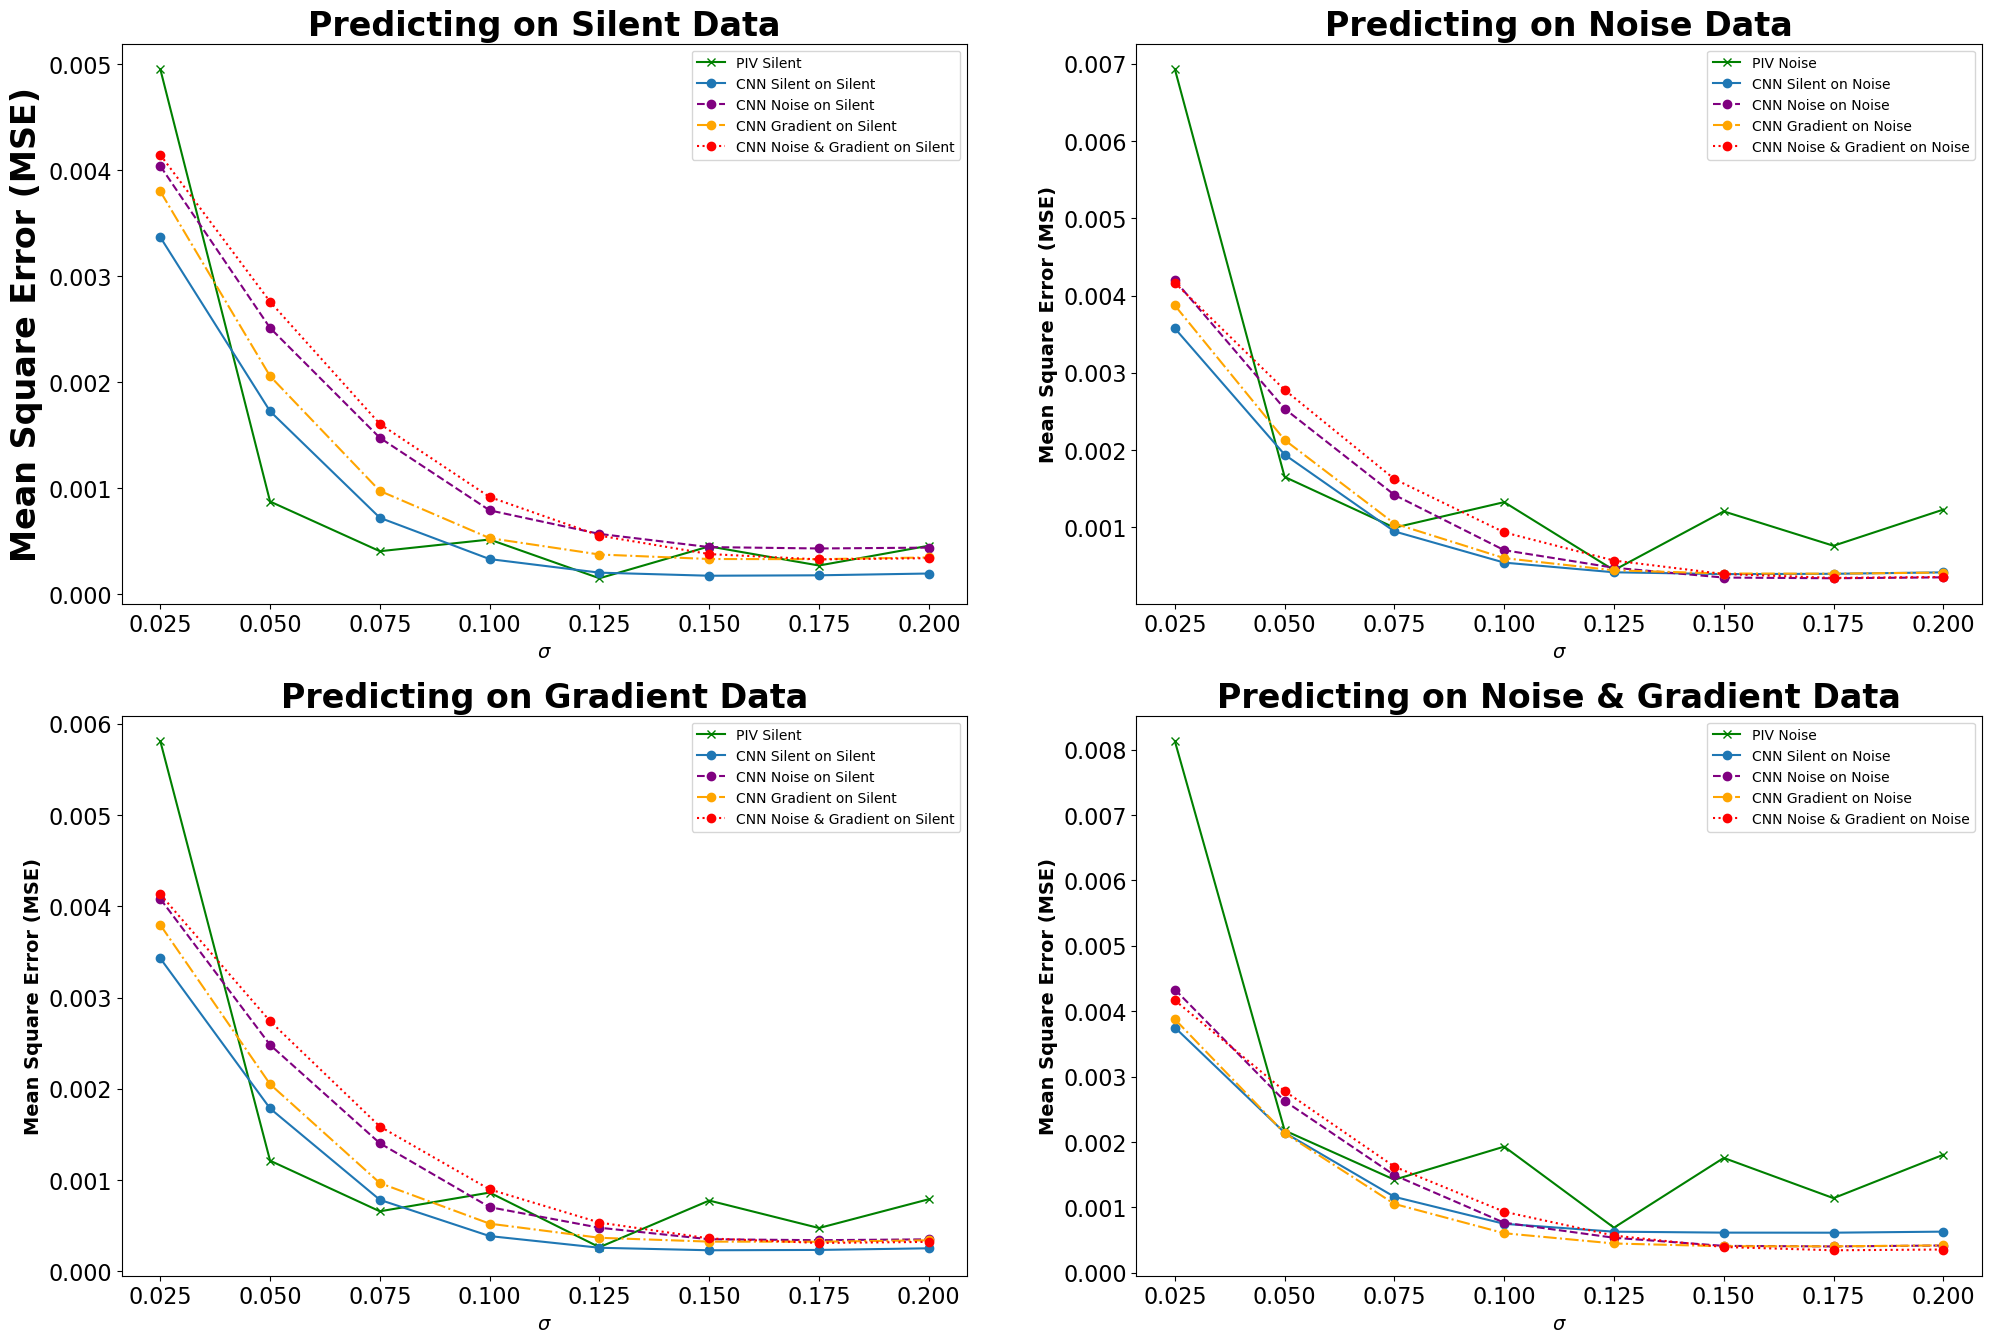 Predicting on Silent Data
Mean Square Error (MSE)
0.005
0.004
0.003
0.002
0.001
0.000
PIV Silent
CNN Silent on Silent
CNN Noise on Silent
CNN Gradient on Silent
CNN Noise & Gradient on Silent
0.025 0.050 0.075 0.100 0.125 0.150 0.175 0.200
σ
Predicting on Noise Data
Mean Square Error (MSE)
0.007
0.006
0.005
0.004
0.003
0.002
0.001
PIV Noise
CNN Silent on Noise
CNN Noise on Noise
CNN Gradient on Noise
CNN Noise & Gradient on Noise
0.025 0.050 0.075 0.100 0.125 0.150 0.175 0.200
σ
Predicting on Gradient Data
Mean Square Error (MSE)
0.006
0.005
0.004
0.003
0.002
0.001
0.000
PIV Silent
CNN Silent on Silent
CNN Noise on Silent
CNN Gradient on Silent
CNN Noise & Gradient on Silent
0.025 0.050 0.075 0.100 0.125 0.150 0.175 0.200
σ
Predicting on Noise & Gradient Data
Mean Square Error (MSE)
0.008
0.007
0.006
0.005
0.004
0.003
0.002
0.001
0.000
PIV Noise
CNN Silent on Noise
CNN Noise on Noise
CNN Gradient on Noise
CNN Noise & Gradient on Noise
0.025 0.050 0.075 0.100 0.125 0.150 0.175 0.200
σ